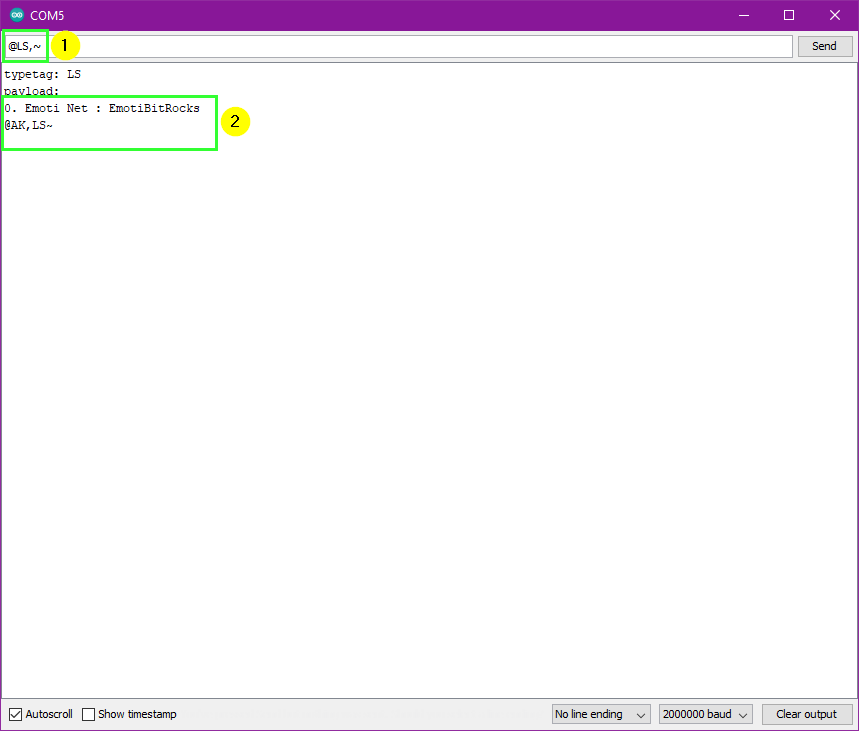 COM5
@LS,~ 1 Send
typetag: LS
payload:
0. Emoti Net : EmotiBitRocks
@AK,LS~
2
Autoscroll Show timestamp No line ending 2000000 baud Clear output